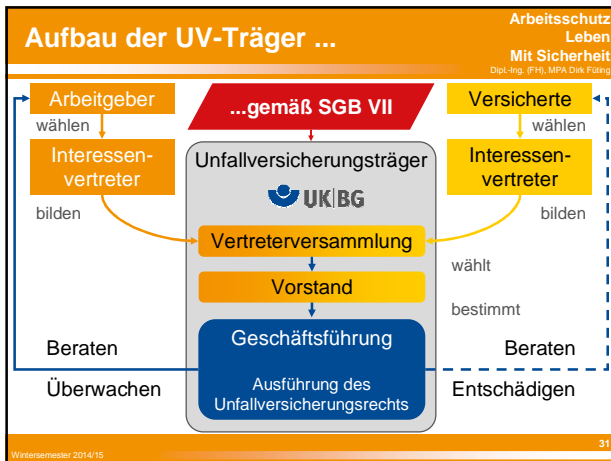 Aufbau der UV-Träger ...
Arbeitsschutz
Leben
Mit Sicherheit
Dipl.-Ing. (FH), MPA Dirk Füting
Arbeitgeber
...gemäß SGB VII
Versicherte
wählen
wählen
Interessen-
vertreter
Unfallversicherungsträger
Interessen-
vertreter
UK|BG
bilden
bilden
Vertreterversammlung
wählt
Vorstand
bestimmt
Geschäftsführung
Beraten
Beraten
Überwachen
Ausführung des
Unfallversicherungsrechts
Entschädigen
31
Wintersemester 2014/15